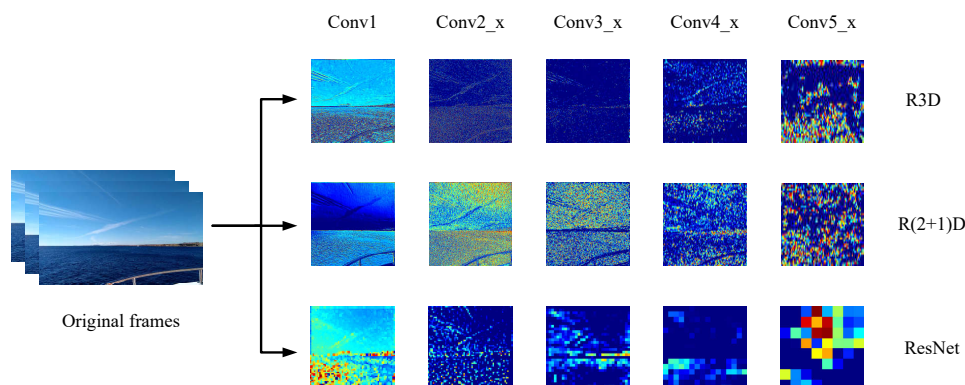 Conv1 Conv2_x Conv3_x Conv4_x Conv5_x
R3D
R(2+1)D
Original frames
ResNet